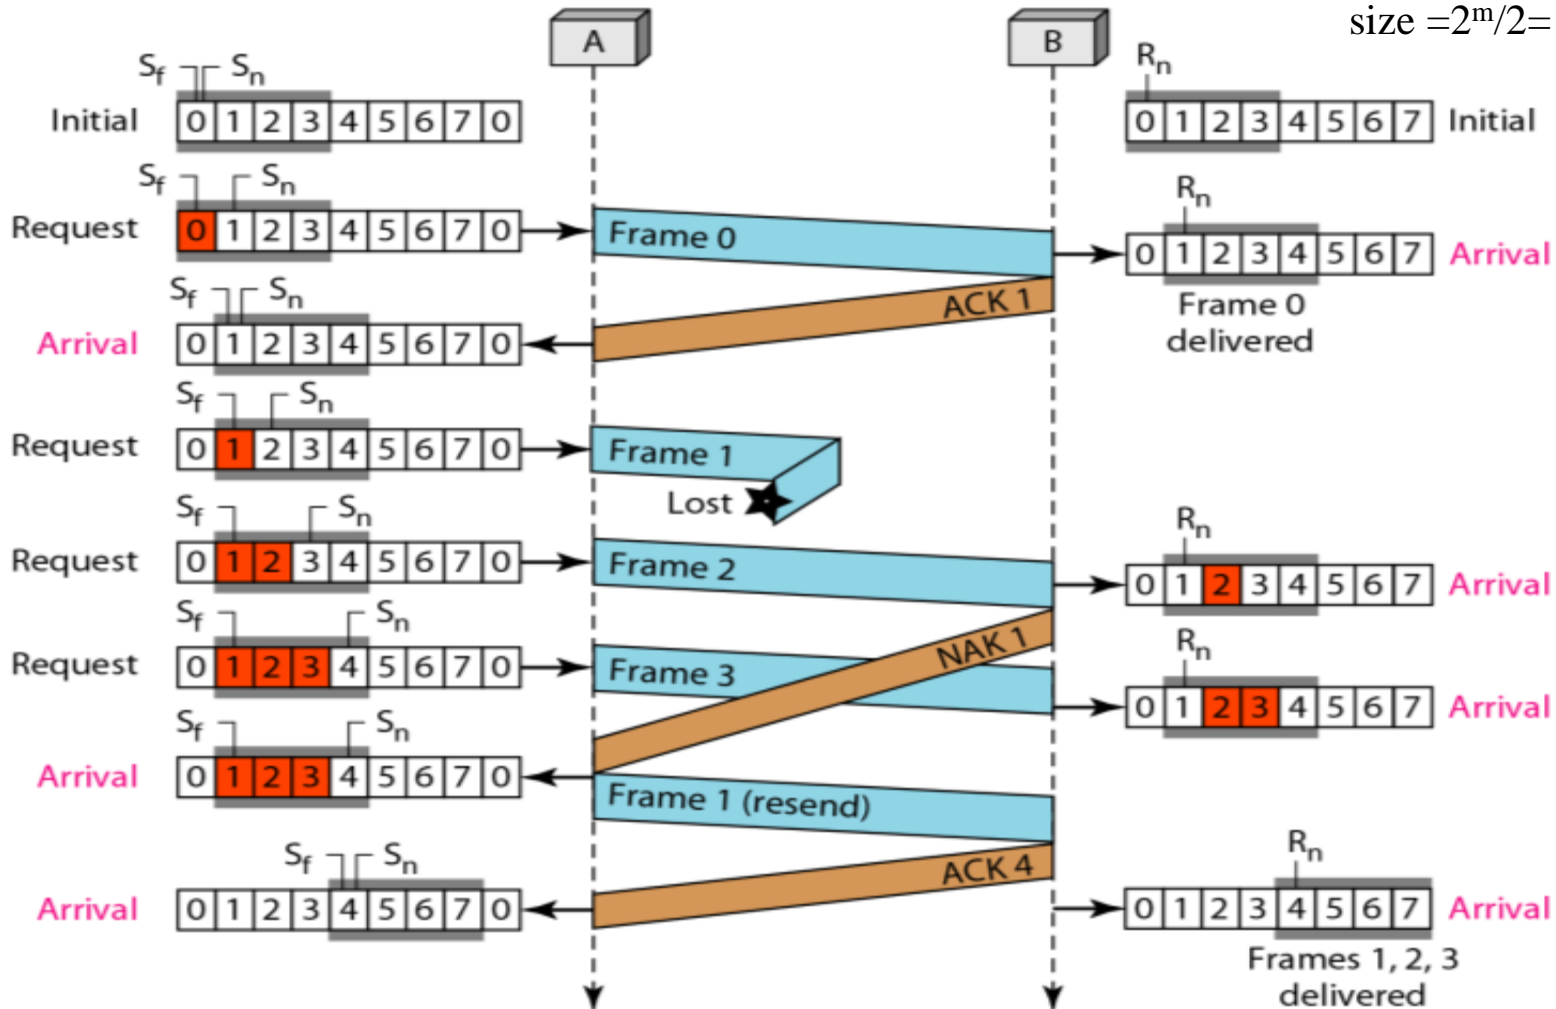 size =2ᵐ/2=
A
B
Sf Sn
Initial 0 1 2 3 4 5 6 7 0
Rn
0 1 2 3 4 5 6 7 Initial
Sf Sn
Request 0 1 2 3 4 5 6 7 0
Frame 0
Rn
0 1 2 3 4 5 6 7 Arrival
Frame 0
delivered
ACK 1
Sf Sn
Arrival 0 1 2 3 4 5 6 7 0
Sf Sn
Request 0 1 2 3 4 5 6 7 0
Frame 1
Lost
Sf Sn
Request 0 1 2 3 4 5 6 7 0
Frame 2
Rn
0 1 2 3 4 5 6 7 Arrival
NAK 1
Sf Sn
Request 0 1 2 3 4 5 6 7 0
Frame 3
Rn
0 1 2 3 4 5 6 7 Arrival
Sf Sn
Arrival 0 1 2 3 4 5 6 7 0
Frame 1 (resend)
ACK 4
Sf Sn
Arrival 0 1 2 3 4 5 6 7 0
Rn
0 1 2 3 4 5 6 7 Arrival
Frames 1, 2, 3
delivered